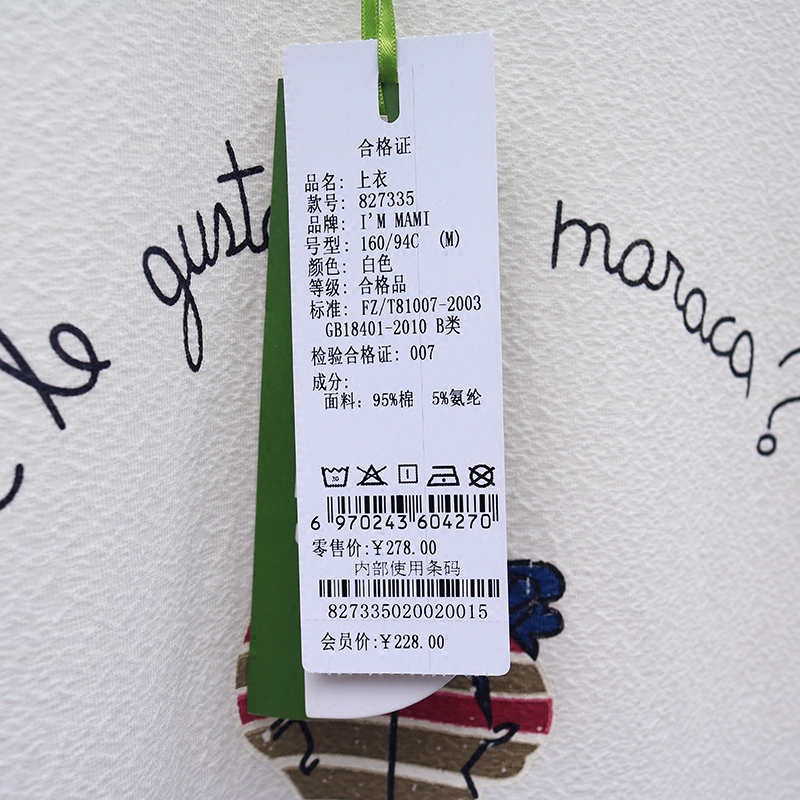 合格证
品名: 上衣
款号: 827335
品牌: I'M MAMI
号型: 160/94C (M)
颜色: 白色
等级: 合格品
标准: FZ/T81007-2003
GB18401-2010 B类
检验合格证: 007
成分:
面料: 95%棉 5%氨纶
30
6 970243 604270
零售价:¥278.00
内部使用条码
827335020020015
会员价:¥228.00
le
maraca?